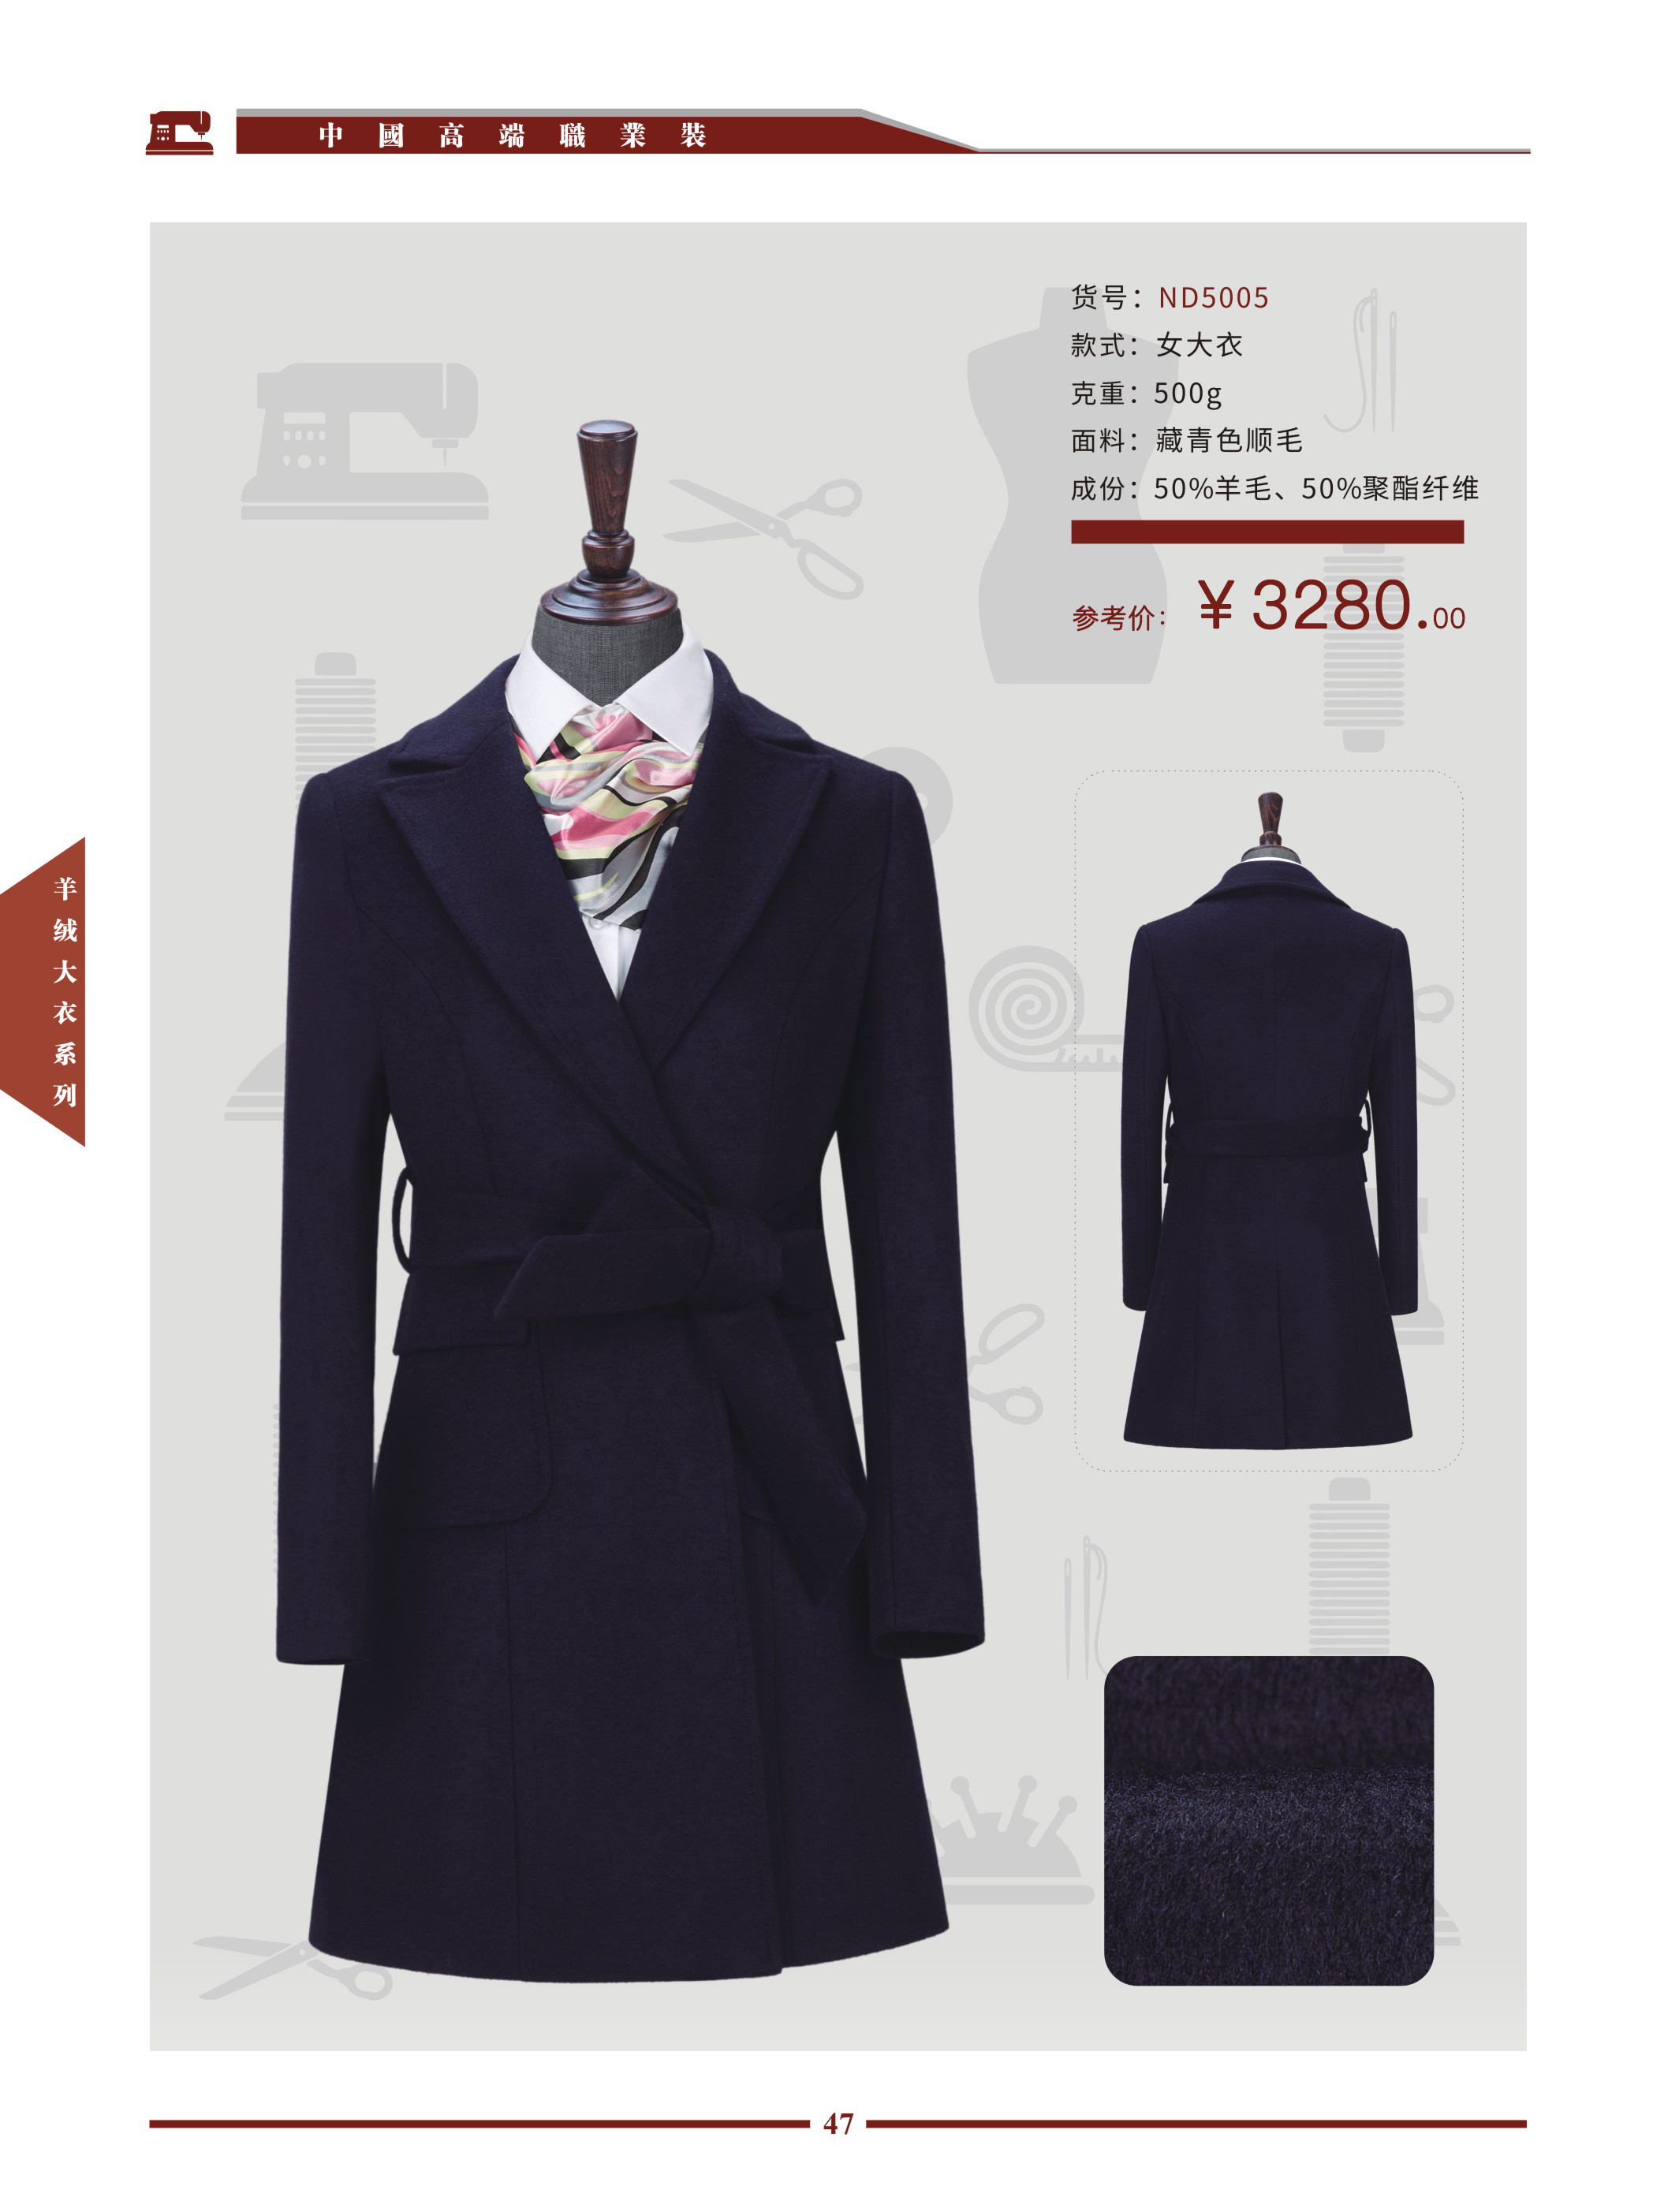 中國高端職業裝
货号：ND5005
款式：女大衣
克重：500g
面料：藏青色顺毛
成份：50%羊毛、50%聚酯纤维
参考价：￥3280.00
羊绒大衣系列
47